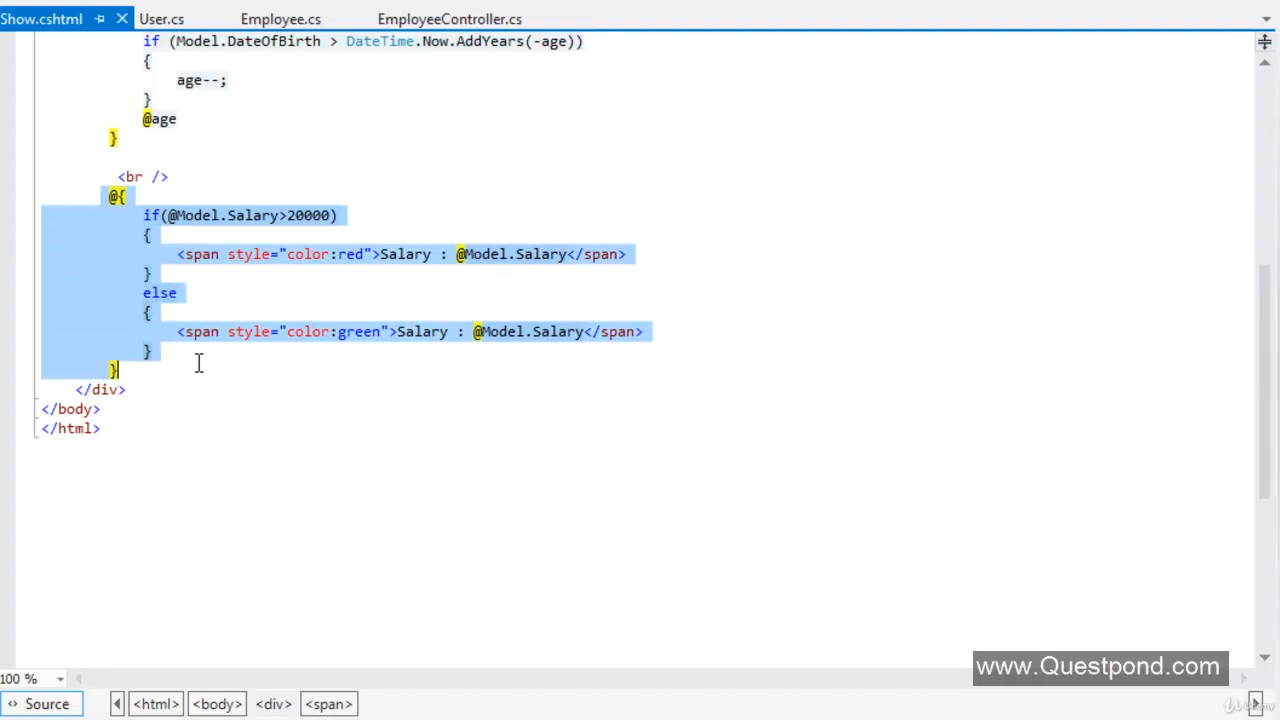 Show.cshtml User.cs Employee.cs EmployeeController.cs
if (Model.DateOfBirth > DateTime.Now.AddYears(-age))
{
age--;
}
@age
}
<br />
@{
if(@Model.Salary>20000)
{
<span style="color:red">Salary : @Model.Salary</span>
}
else
{
<span style="color:green">Salary : @Model.Salary</span>
}
}
</div>
</body>
</html>
www.Questpond.com
100 %
Source <html> <body> <div> <span>
Udemy